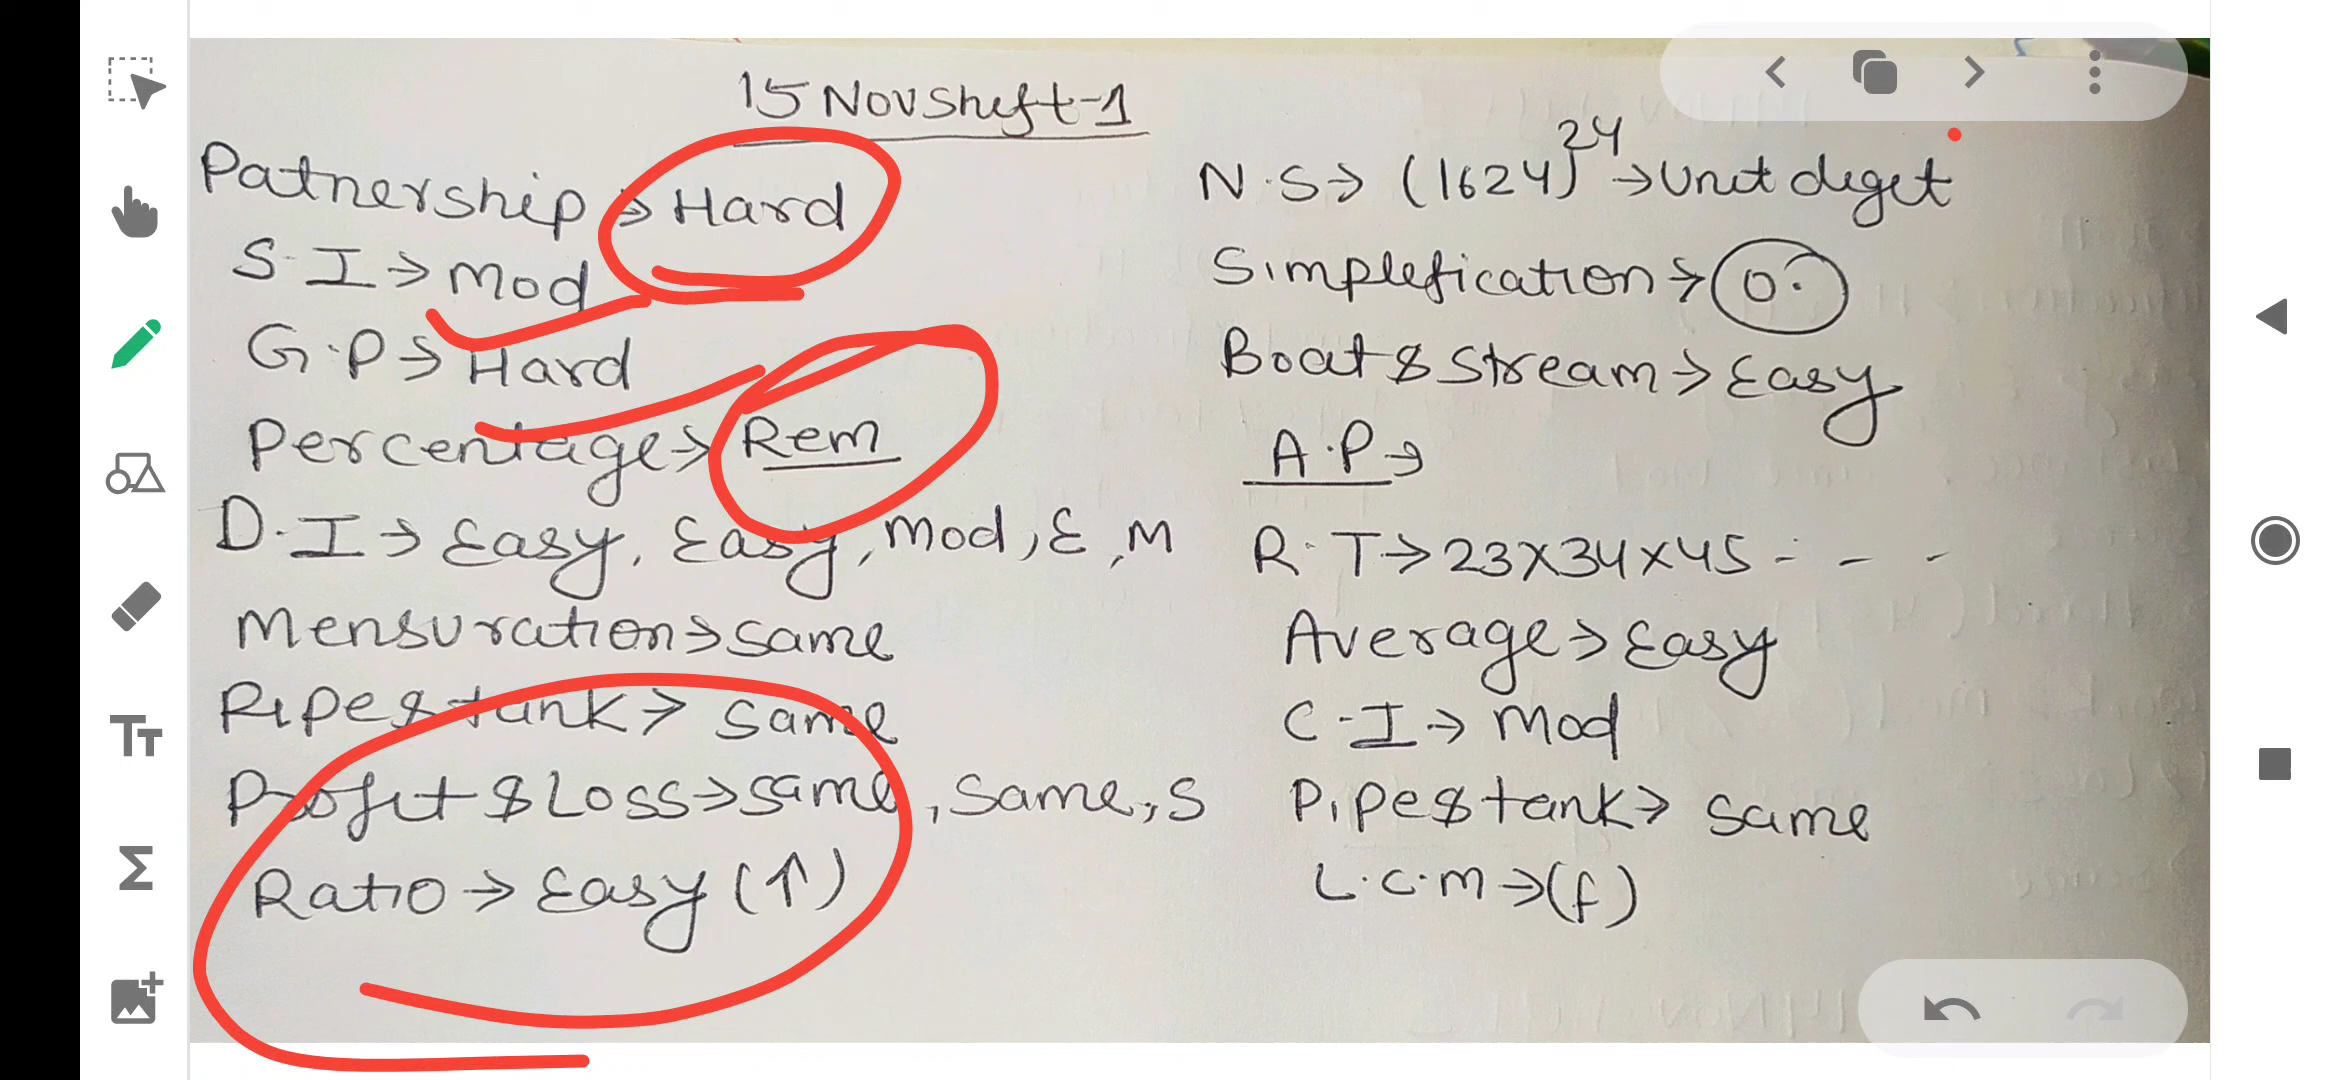 15 Nov Shift-1
Patnership → Hard
S.I → Mod
G.P → Hard
Percentage → Rem
D.I → Easy, Easy, Mod, E, M
Mensuration → Same
Pipe & tank → Same
Profit & Loss → Same, Same, S
Ratio → Easy (↑)
N.S → (1624)^24 → Unit digit
Simplification → 0.
Boat & Stream → Easy
A.P →
R.T → 23×34×45 - - -
Average → Easy
C.I → Mod
Pipe & tank → Same
L.C.M → (f)
Tт
Σ